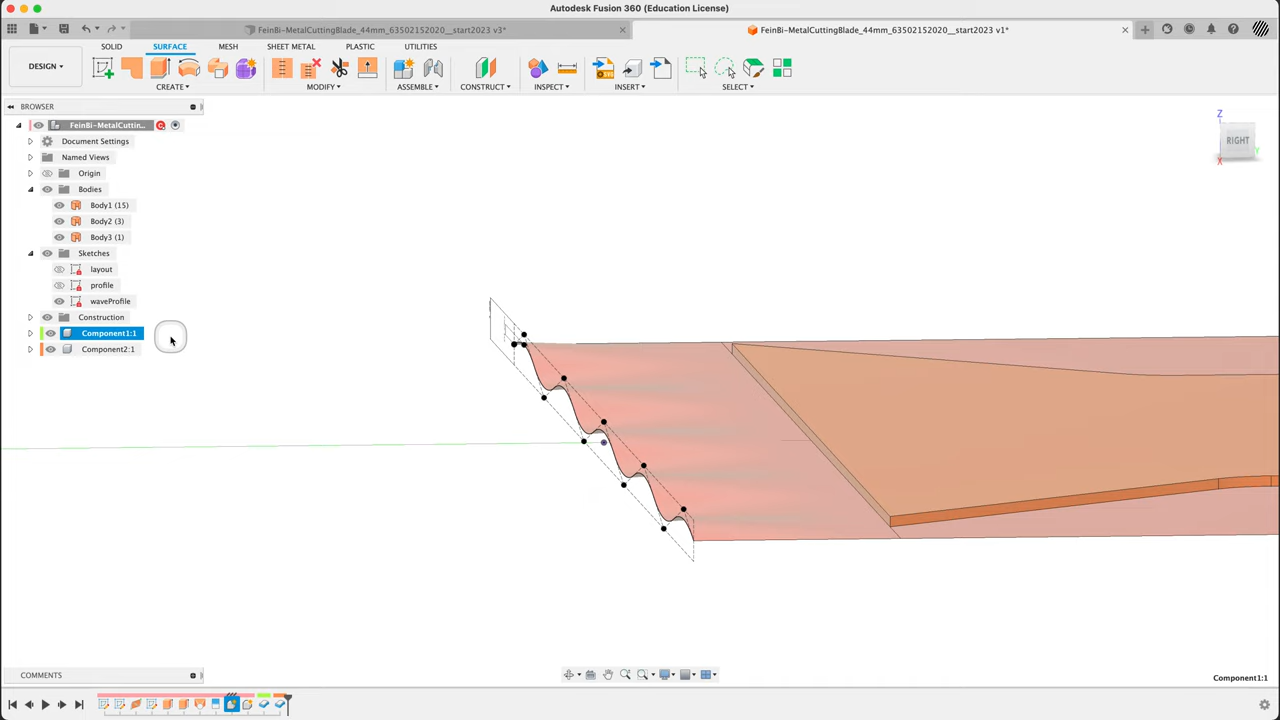 Autodesk Fusion 360 (Education License)
FeinBi-MetalCuttingBlade_44mm_63502152020__start2023 v3*
FeinBi-MetalCuttingBlade_44mm_63502152020__start2023 v1*
DESIGN
SOLID SURFACE MESH SHEET METAL PLASTIC UTILITIES
CREATE MODIFY ASSEMBLE CONSTRUCT INSPECT INSERT SELECT
SVG
BROWSER
FeinBi-MetalCuttin...
Document Settings
Named Views
Origin
Bodies
Body1 (15)
Body2 (3)
Body3 (1)
Sketches
layout
profile
waveProfile
Construction
Component1:1
Component2:1
Z
RIGHT
X
Y
COMMENTS
Component1:1